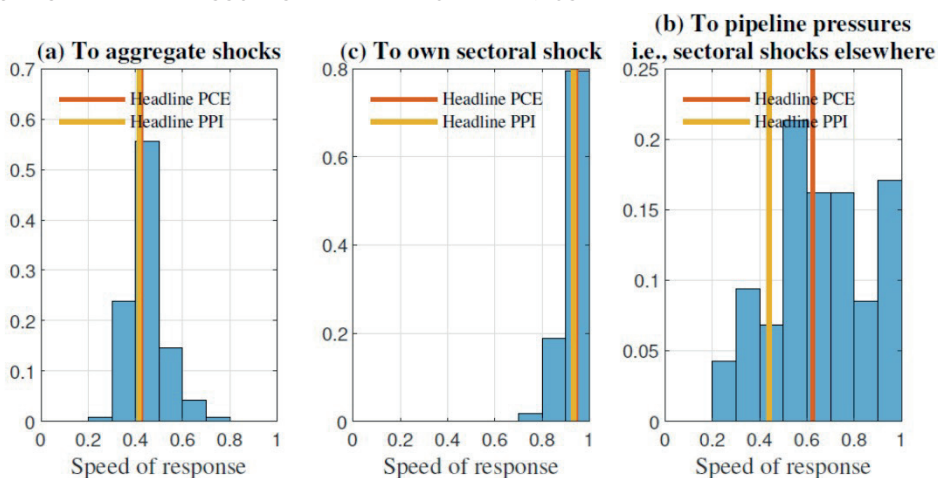 (a) To aggregate shocks
0.7
0.6
0.5
0.4
0.3
0.2
0.1
0
Headline PCE
Headline PPI
0 0.2 0.4 0.6 0.8 1
Speed of response
(c) To own sectoral shock
0.8
0.6
0.4
0.2
0
Headline PCE
Headline PPI
0 0.2 0.4 0.6 0.8 1
Speed of response
(b) To pipeline pressures
i.e., sectoral shocks elsewhere
0.25
0.2
0.15
0.1
0.05
0
Headline PCE
Headline PPI
0 0.2 0.4 0.6 0.8 1
Speed of response